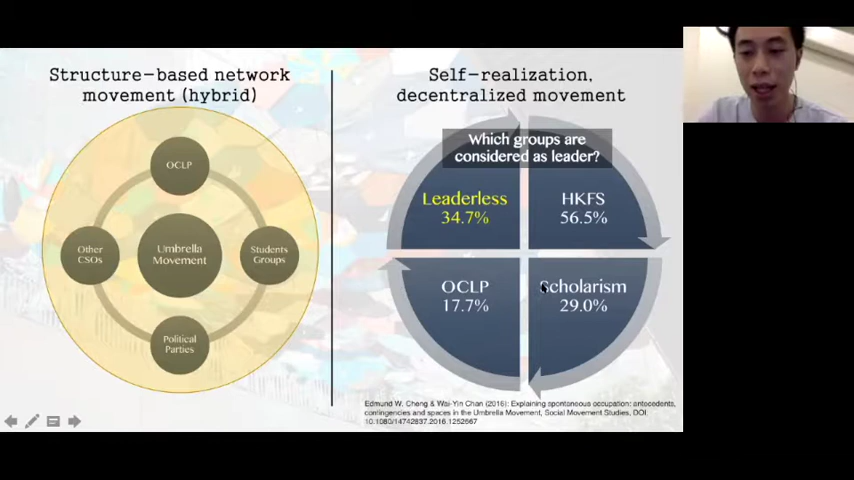 Structure-based network
movement (hybrid)
OCLP
Other
CSOs
Umbrella
Movement
Students
Groups
Political
Parties
Self-realization,
decentralized movement
Which groups are
considered as leader?
Leaderless
34.7%
HKFS
56.5%
OCLP
17.7%
Scholarism
29.0%
Edmund W. Cheng & Wai-Yin Chan (2016): Explaining spontaneous occupation: antecedents,
contingencies and spaces in the Umbrella Movement, Social Movement Studies, DOI:
10.1080/14742837.2016.1252667